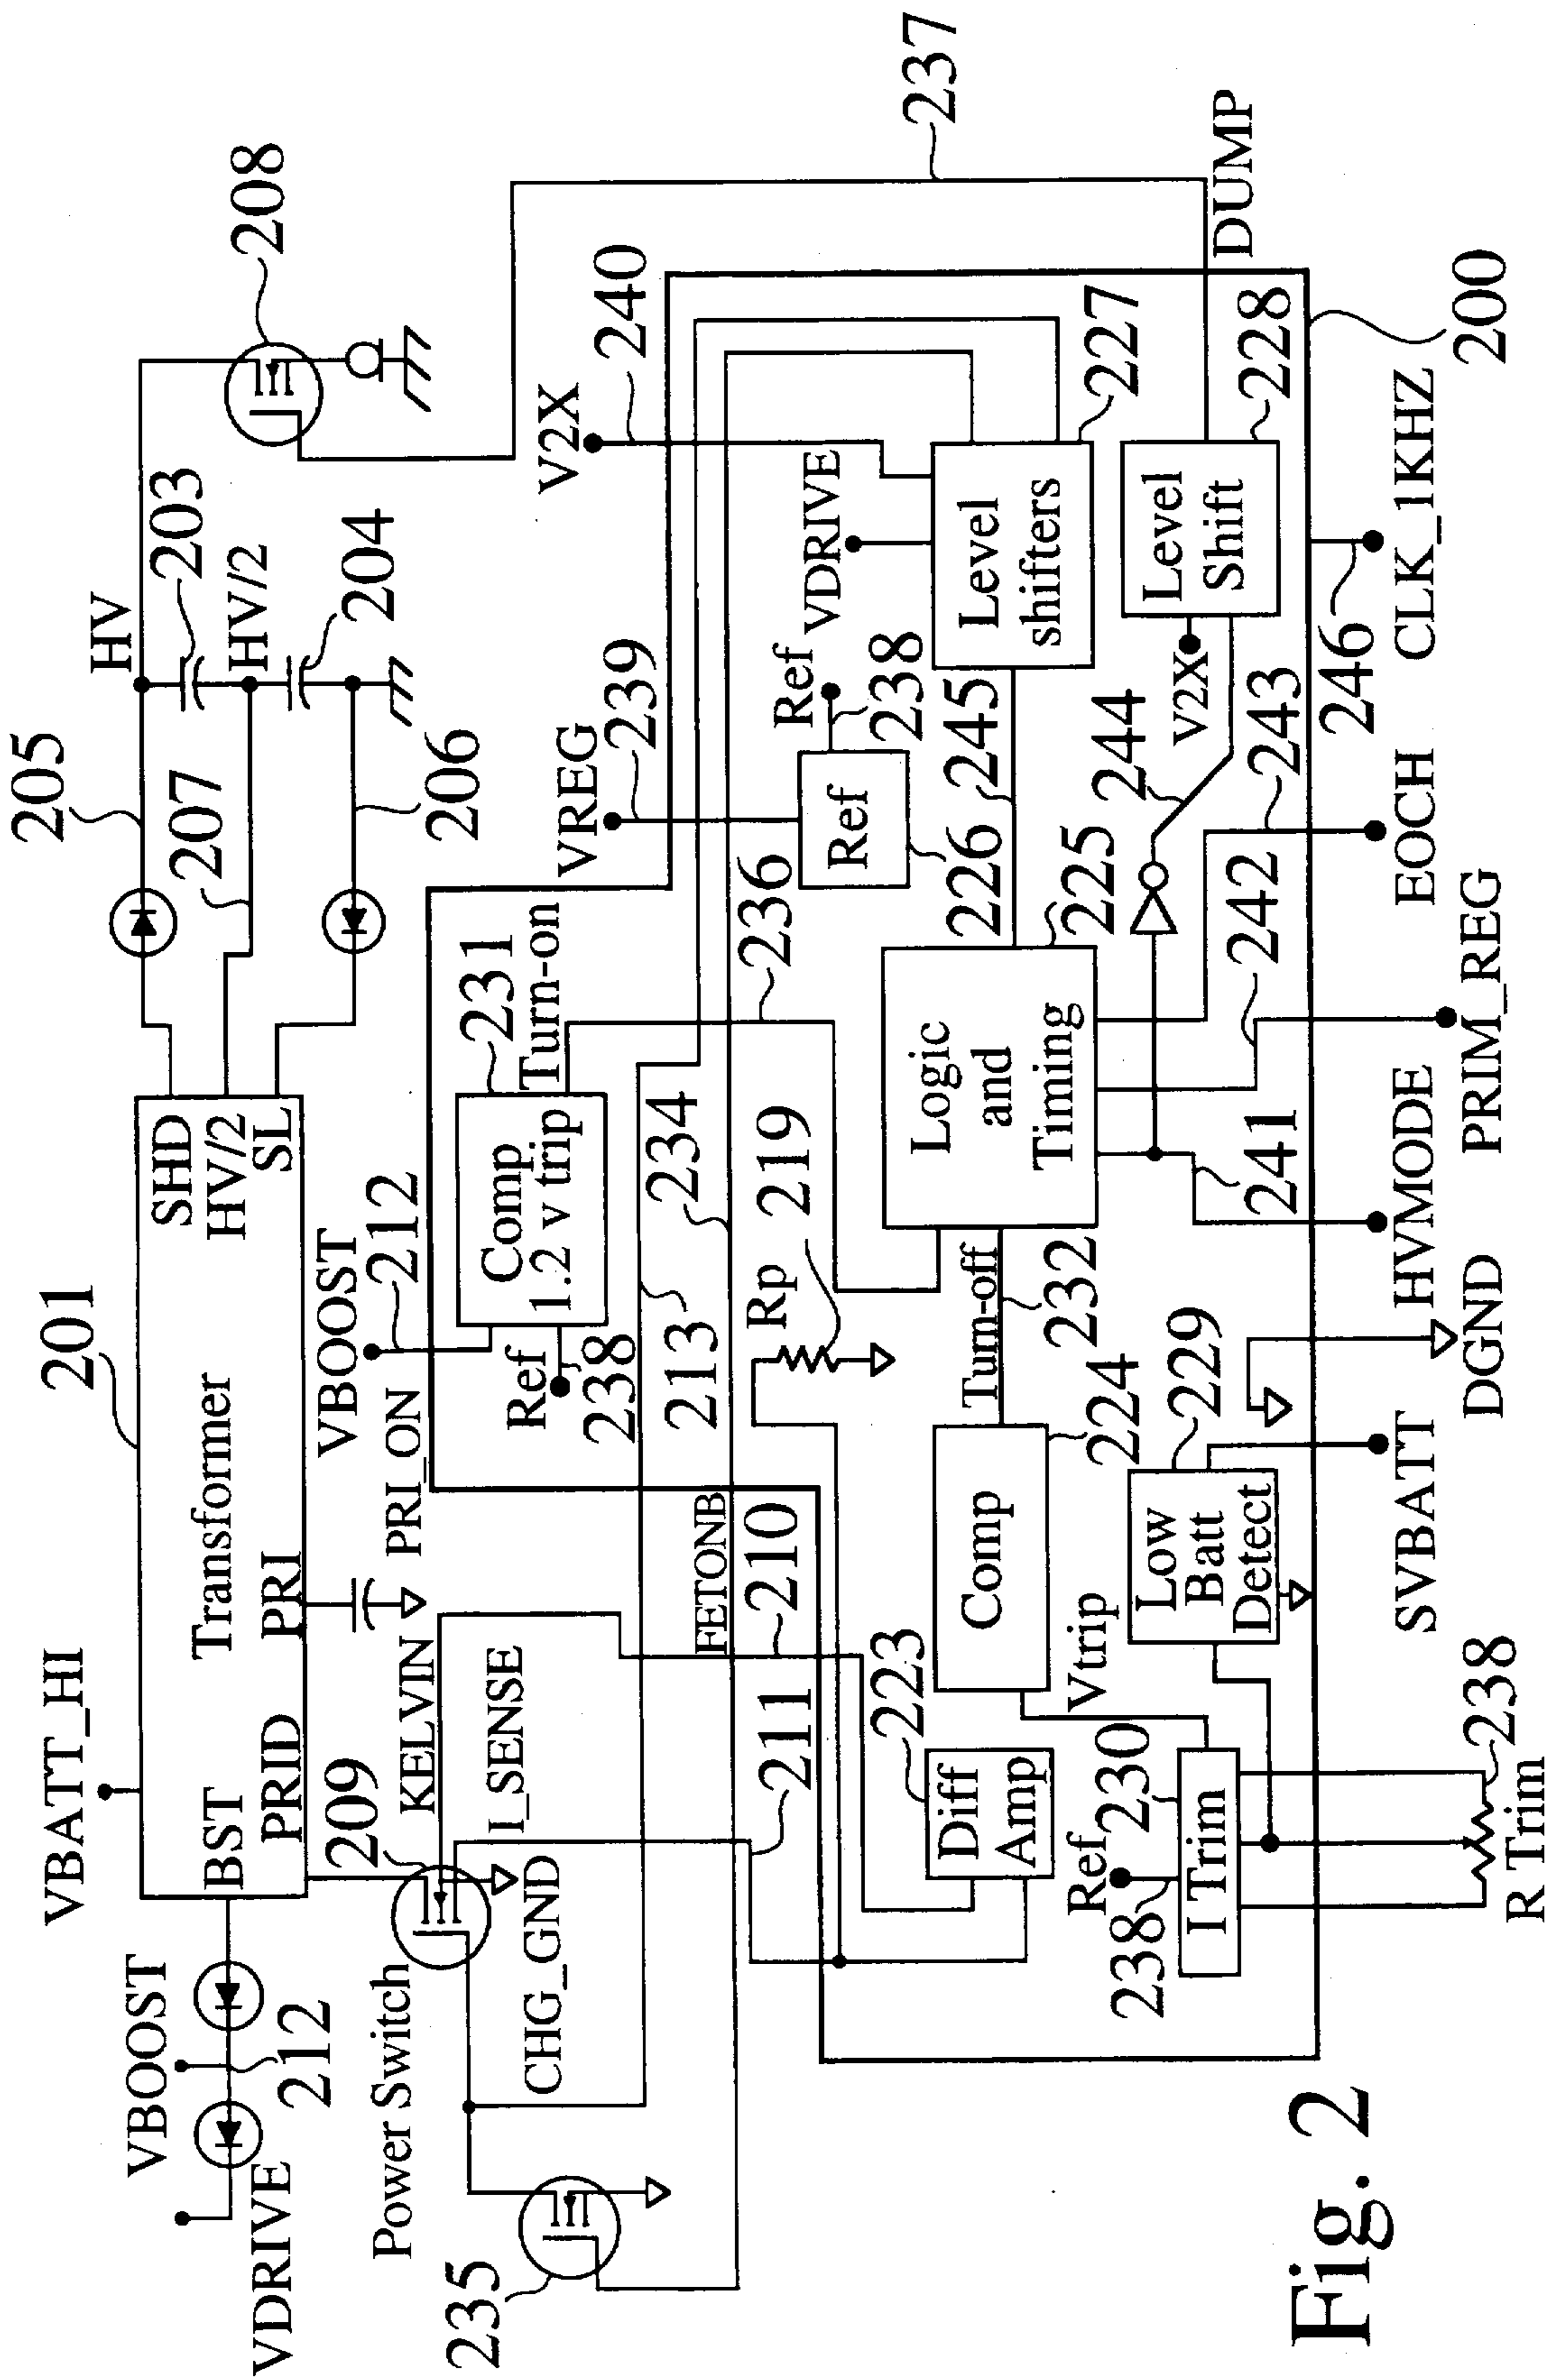 VBATT_HI
201
Transformer
BST
PRID
PRI
SHD
HV/2
SL
VBOOST
212
VDRIVE
205
207
206
HV
203
HV/2
204
208
237
Power Switch
209
KELVIN
I_SENSE
CHG_GND
235
PRI_ON
VBOOST
212
Ref
238
Comp
1.2 v trip
231
Turn-on
213
234
FETONB
210
211
Rp
219
236
VREG
239
Ref
226
Ref
238
V2X
240
VDRIVE
Level
shifters
227
245
Logic
and
Timing
225
244
V2X
Level
Shift
228
DUMP
Diff
Amp
223
Comp
224
Turn-off
232
Vtrip
Ref
238
I Trim
230
Low
Batt
Detect
229
R Trim
238
SVBATT
DGND
HVMODE
241
PRIM_REG
242
EOCH
243
CLK_1KHZ
246
200
Fig. 2